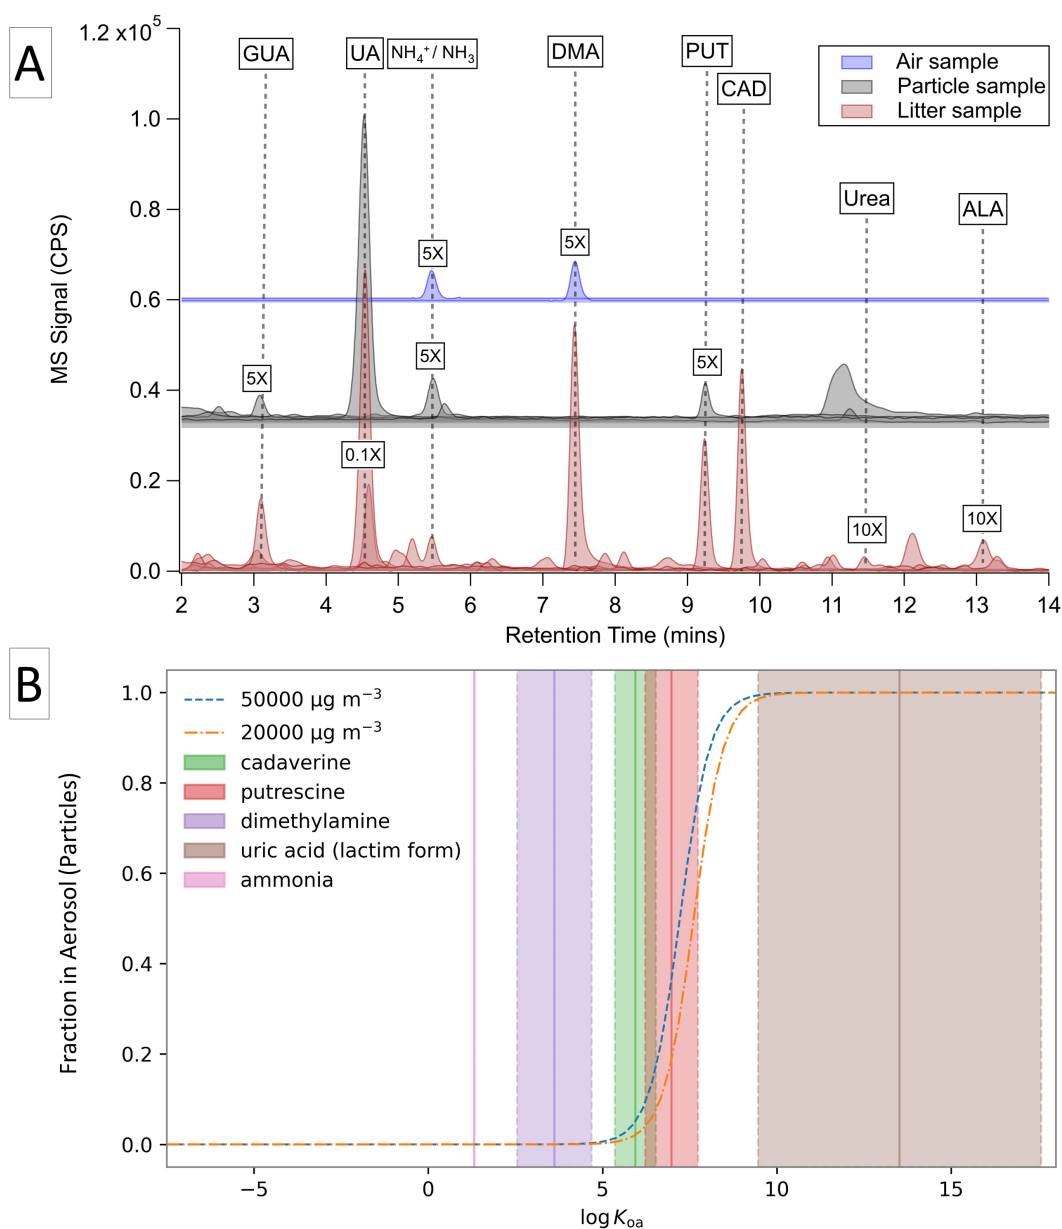 A
1.2 x10⁵
1.0
0.8
0.6
0.4
0.2
0.0
MS Signal (CPS)
GUA
UA
NH₄⁺/ NH₃
DMA
PUT
CAD
Urea
ALA
Air sample
Particle sample
Litter sample
5X
5X
5X
5X
5X
0.1X
10X
10X
2 3 4 5 6 7 8 9 10 11 12 13 14
Retention Time (mins)
B
1.0
0.8
0.6
0.4
0.2
0.0
Fraction in Aerosol (Particles)
50000 μg m⁻³
20000 μg m⁻³
cadaverine
putrescine
dimethylamine
uric acid (lactim form)
ammonia
−5 0 5 10 15
log Kₒₐ